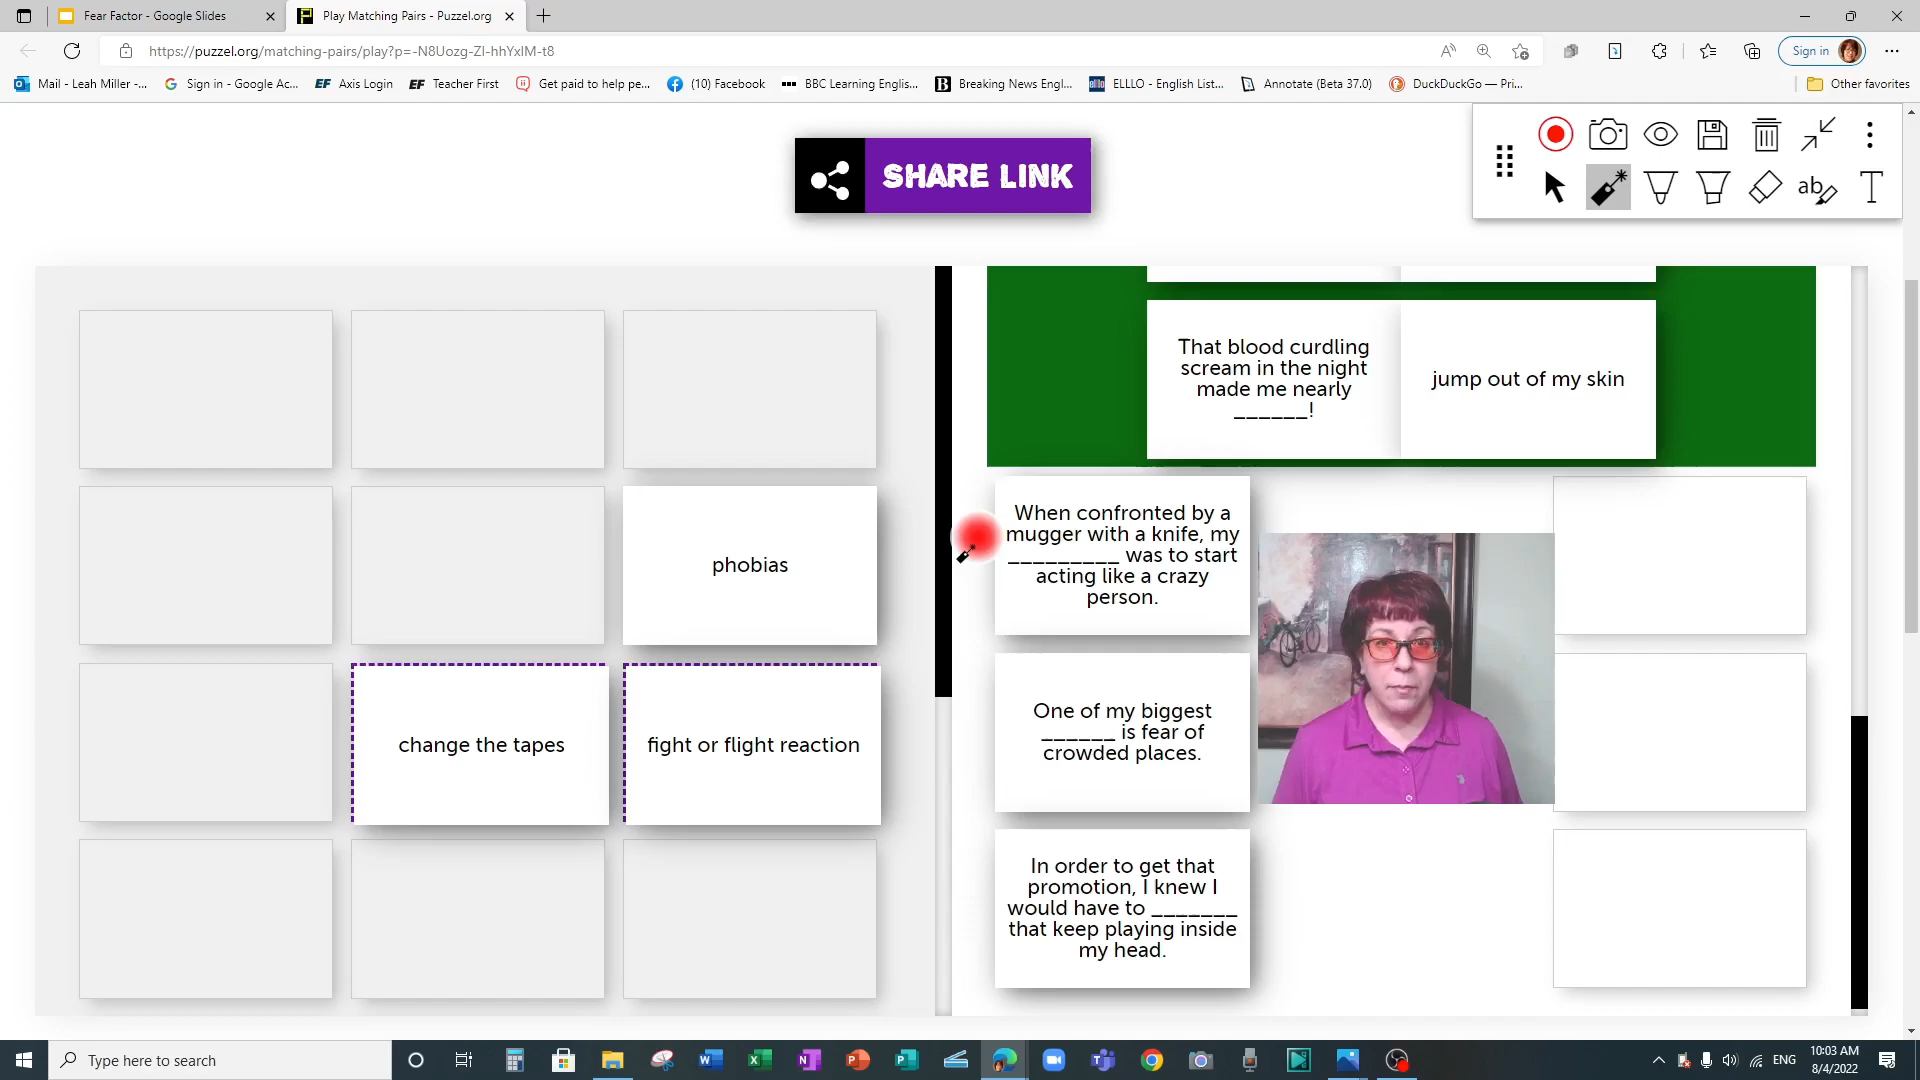 Fear Factor - Google Slides
Play Matching Pairs - Puzzel.org
https://puzzel.org/matching-pairs/play?p=-N8Uozg-ZI-hhYxIM-t8
Sign in
Mail - Leah Miller -...
Sign in - Google Ac...
EF Axis Login
EF Teacher First
Get paid to help pe...
(10) Facebook
BBC Learning Englis...
B Breaking News Engl...
ELLLO - English List...
Annotate (Beta 37.0)
DuckDuckGo — Pri...
Other favorites
SHARE LINK
ab
T
That blood curdling
scream in the night
made me nearly
______!
jump out of my skin
When confronted by a
mugger with a knife, my
_________ was to start
acting like a crazy
person.
phobias
One of my biggest
______ is fear of
crowded places.
change the tapes
fight or flight reaction
In order to get that
promotion, I knew I
would have to _______
that keep playing inside
my head.
Type here to search
ENG
10:03 AM
8/4/2022